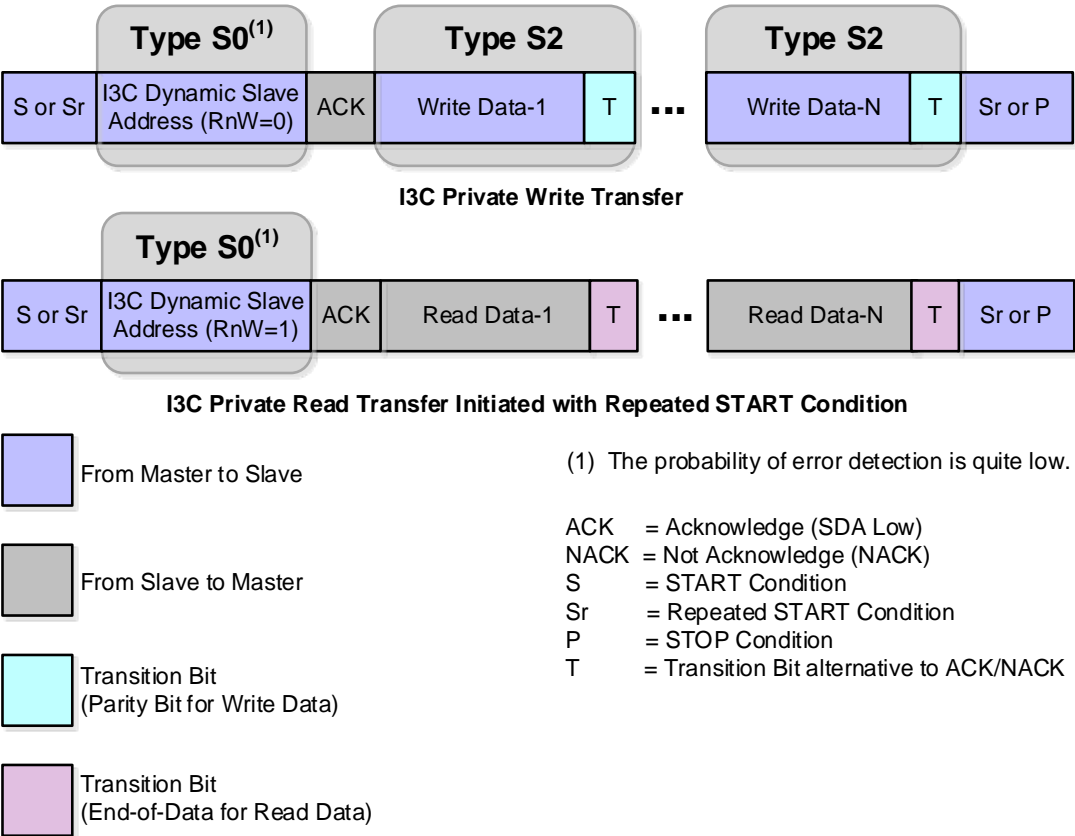 Type S0(1) Type S2 Type S2
S or Sr I3C Dynamic Slave Address (RnW=0) ACK Write Data-1 T ... Write Data-N T Sr or P
I3C Private Write Transfer
Type S0(1)
S or Sr I3C Dynamic Slave Address (RnW=1) ACK Read Data-1 T ... Read Data-N T Sr or P
I3C Private Read Transfer Initiated with Repeated START Condition
From Master to Slave
From Slave to Master
Transition Bit
(Parity Bit for Write Data)
Transition Bit
(End-of-Data for Read Data)
(1) The probability of error detection is quite low.
ACK = Acknowledge (SDA Low)
NACK = Not Acknowledge (NACK)
S = START Condition
Sr = Repeated START Condition
P = STOP Condition
T = Transition Bit alternative to ACK/NACK